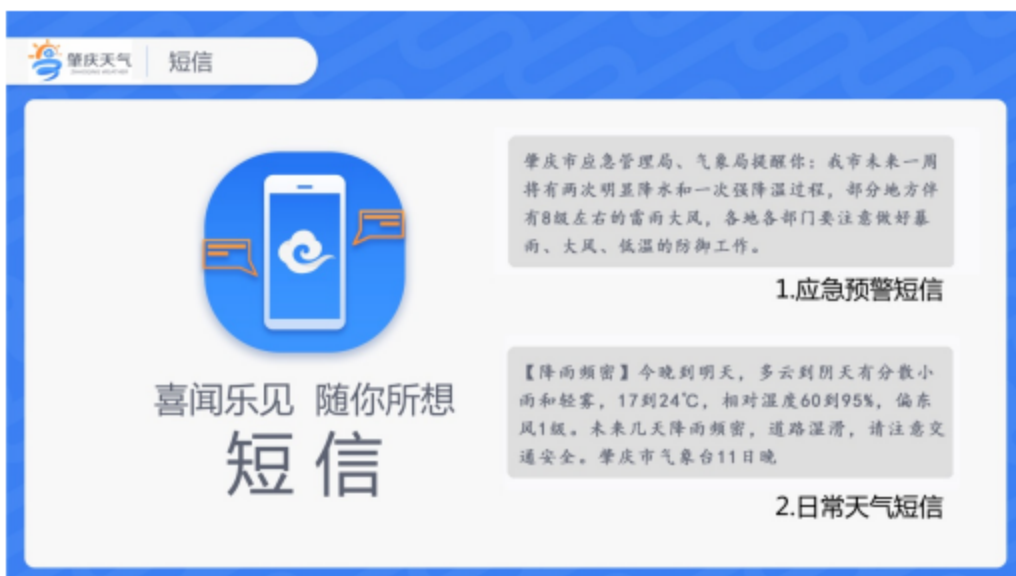 肇庆天气
短信
喜闻乐见 随你所想
短信
肇庆市应急管理局、气象局提醒你：我市未来一周
将有两次明显降水和一次强降温过程，部分地方伴
有8级左右的雷雨大风，各地各部门要注意做好暴
雨、大风、低温的防御工作。
1.应急预警短信
【降雨频密】今晚到明天，多云到阴天有分散小
雨和轻雾，17到24℃，相对湿度60到95%，偏东
风1级。未来几天降雨频密，道路湿滑，请注意交
通安全。肇庆市气象台11日晚
2.日常天气短信